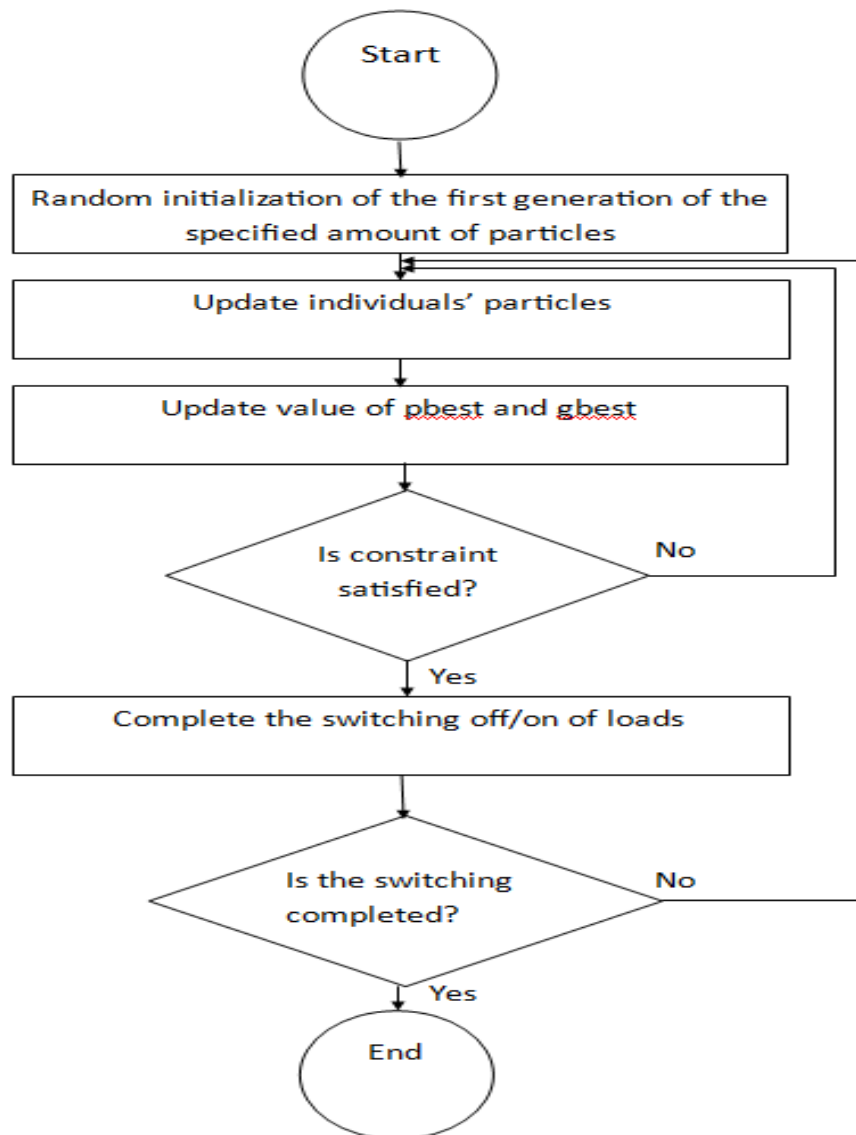 Start
Random initialization of the first generation of the
specified amount of particles
Update individuals’ particles
Update value of pbest and gbest
Is constraint
satisfied?
No
Yes
Complete the switching off/on of loads
Is the switching
completed?
No
Yes
End